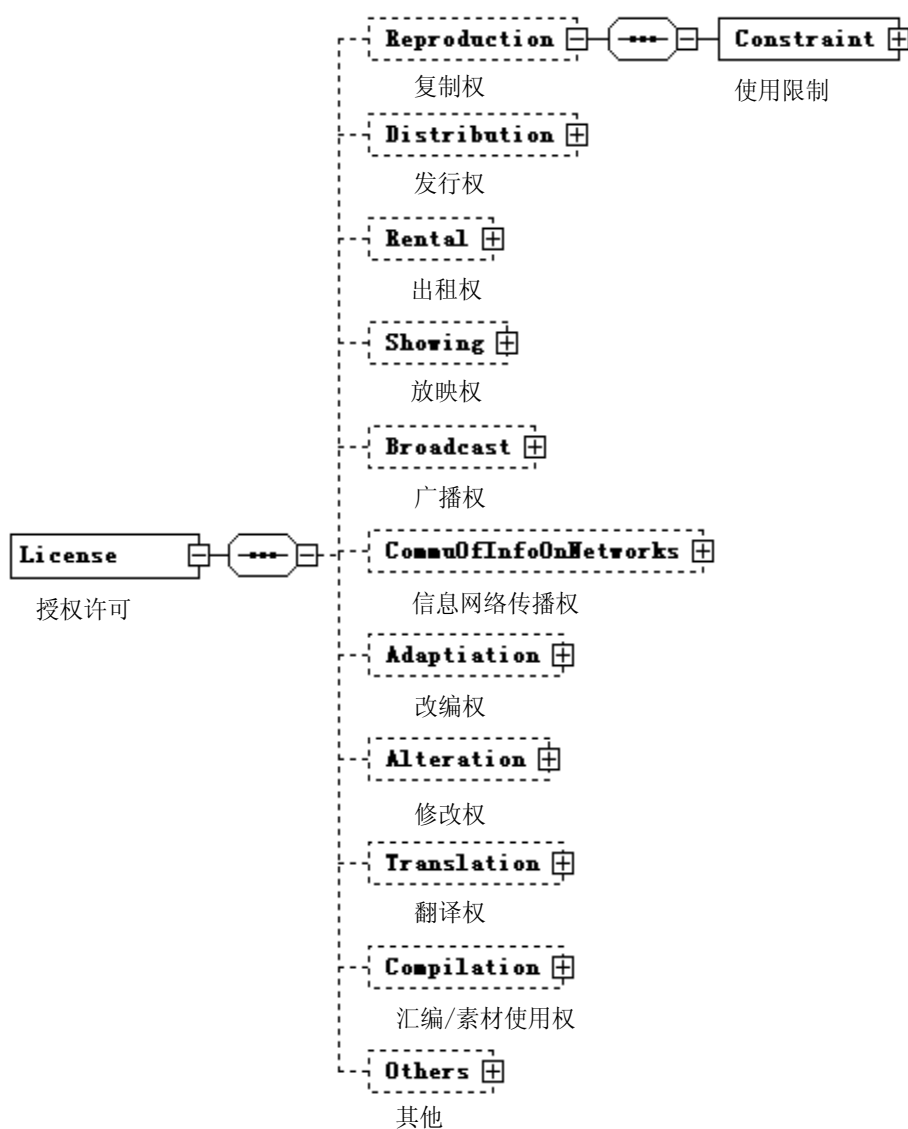 Reproduction
Constraint
复制权
使用限制
Distribution
发行权
Rental
出租权
Showing
放映权
Broadcast
广播权
License
授权许可
CommuOfInfoOnNetworks
信息网络传播权
Adaptiation
改编权
Alteration
修改权
Translation
翻译权
Compilation
汇编/素材使用权
Others
其他